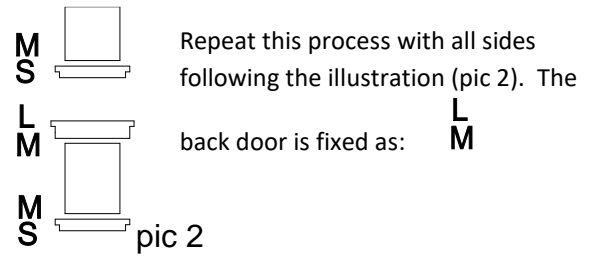 M
S
Repeat this process with all sides
following the illustration (pic 2). The
L
M
back door is fixed as:
L
M
M
S
pic 2